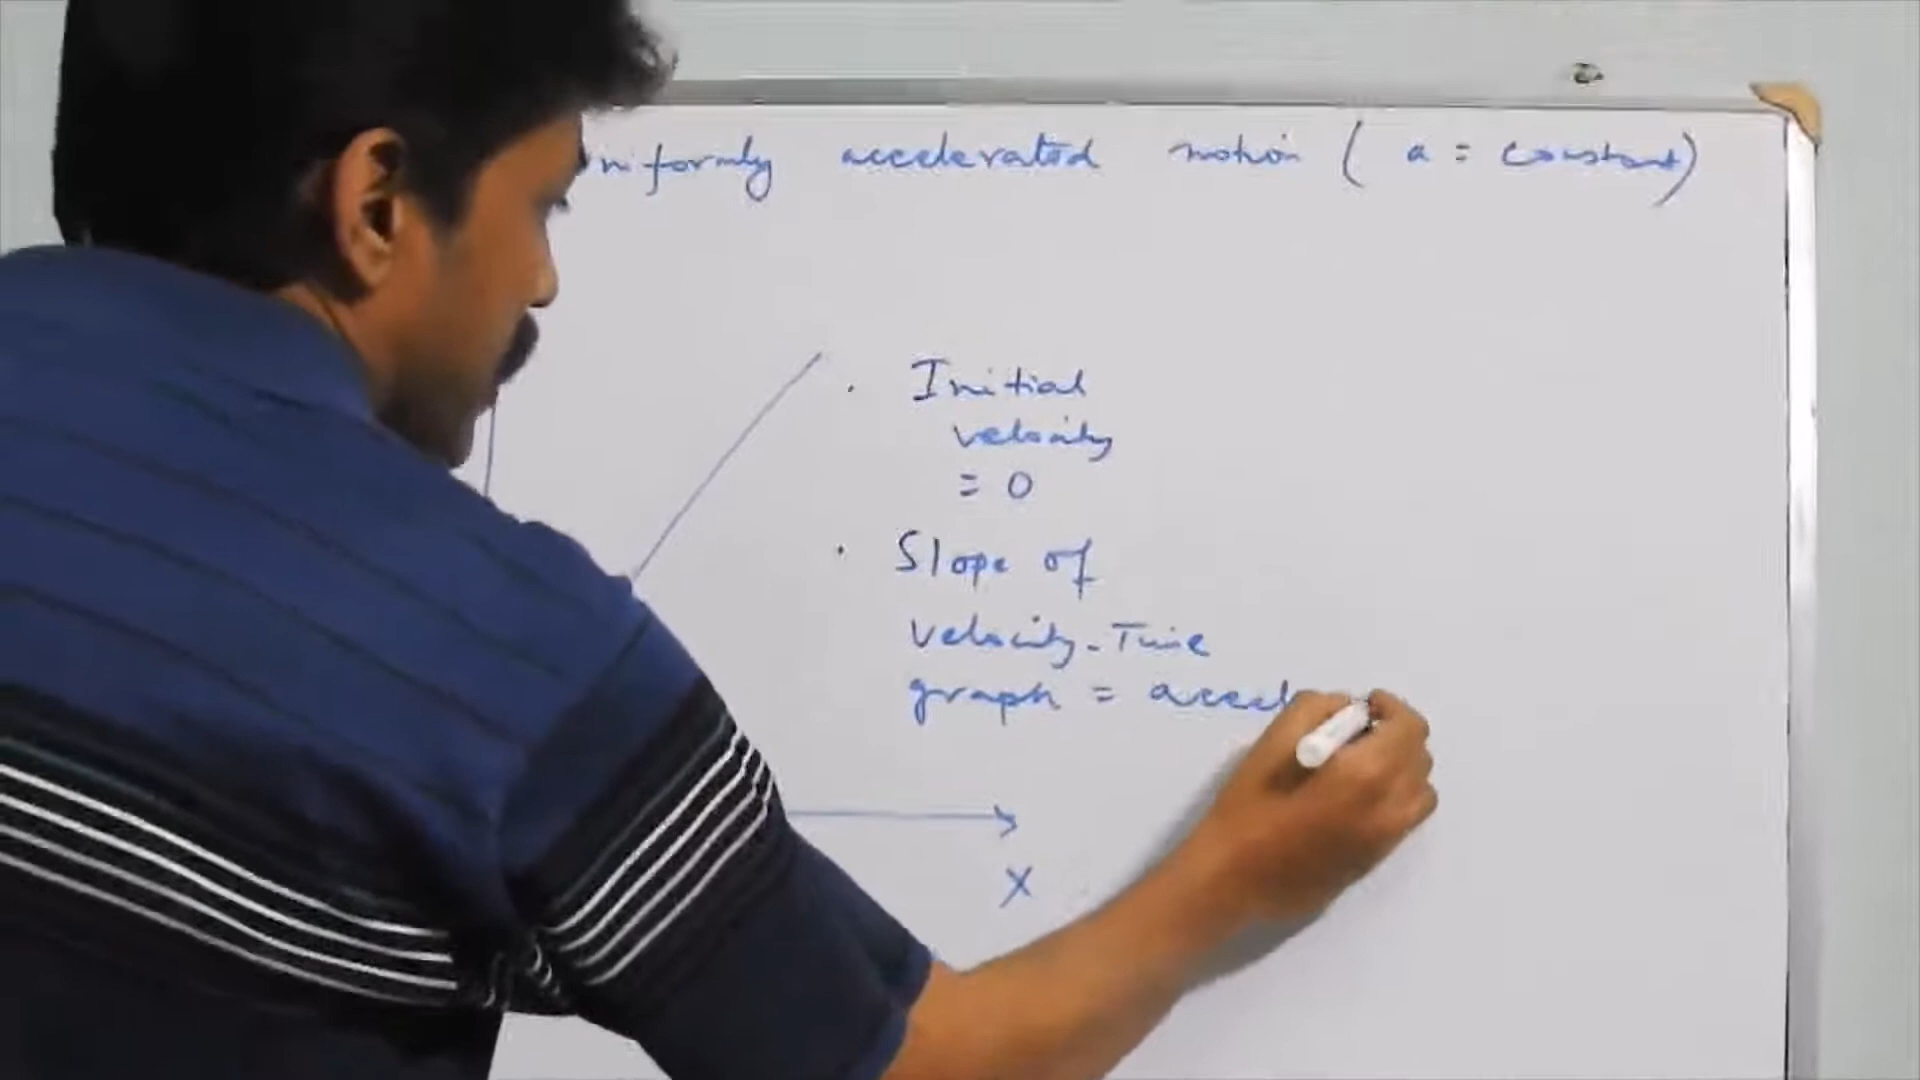 niformly accelerated motion ( a = constant)
. Initial
velocity
= 0
. Slope of
velocity-Time
graph = accel
X